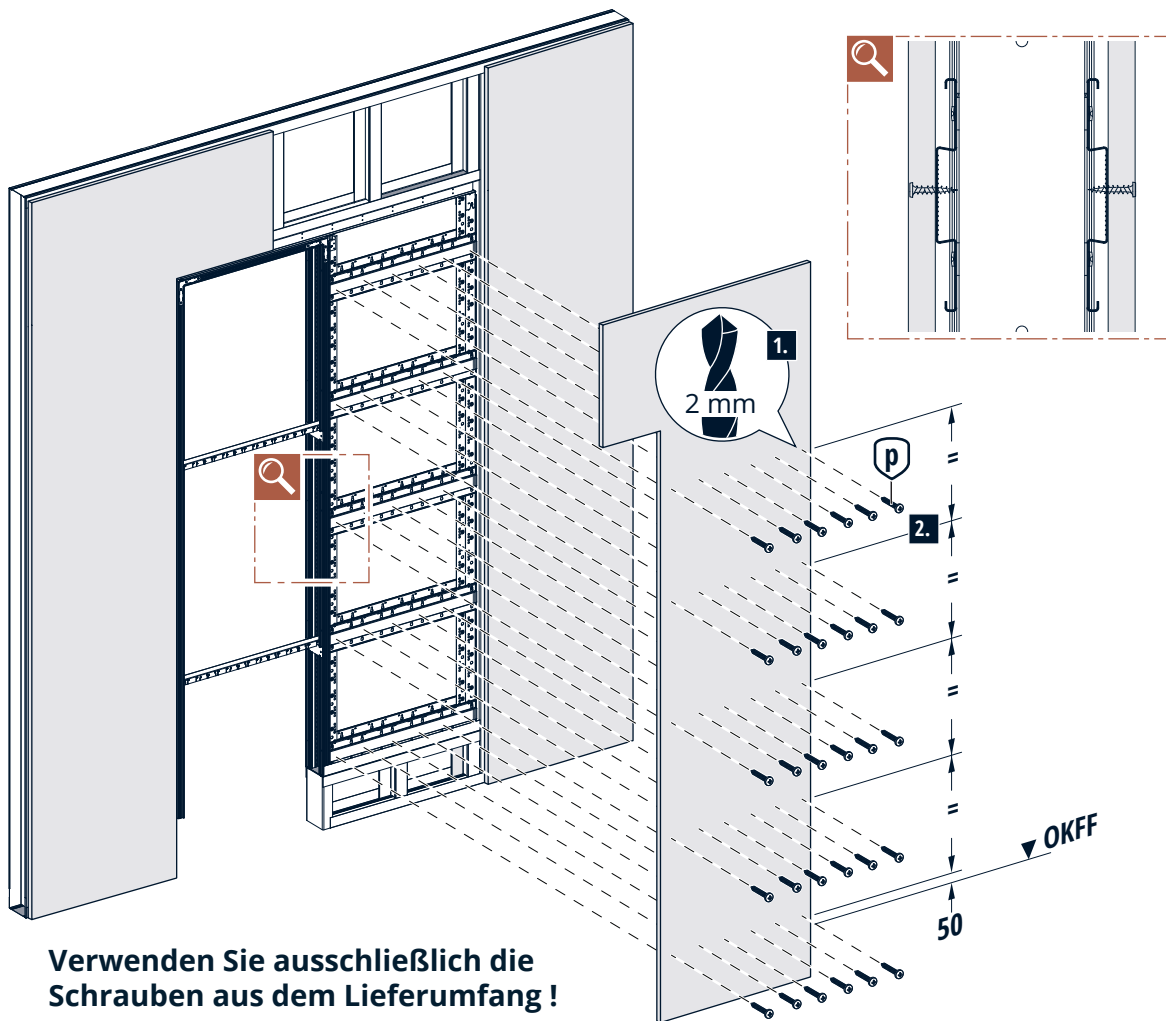 1.
2 mm
p
=
2.
=
=
=
OKFF
50
Verwenden Sie ausschließlich die
Schrauben aus dem Lieferumfang !